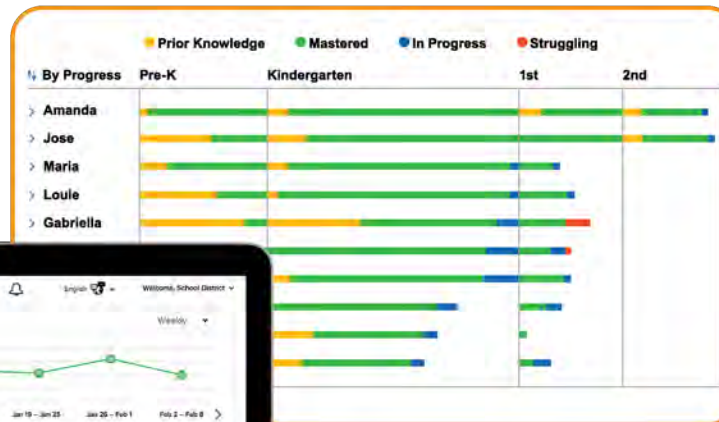 Prior Knowledge Mastered In Progress Struggling
By Progress Pre-K Kindergarten 1st 2nd
Amanda
Jose
Maria
Louie
Gabriella
English Welcome, School District
Weekly
Jan 19 – Jan 25 Jan 26 – Feb 1 Feb 2 – Feb 8